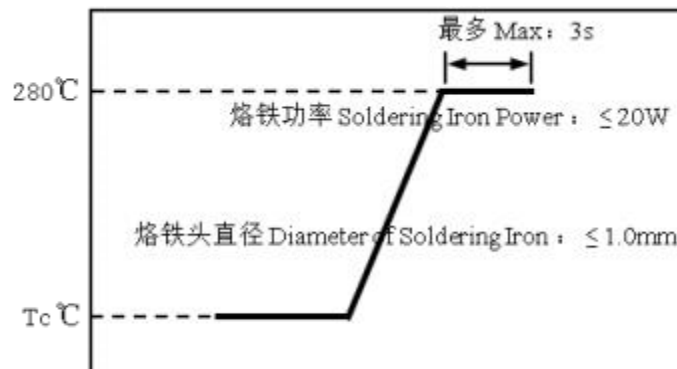 最多 Max：3s
280℃
烙铁功率 Soldering Iron Power：≤20W
烙铁头直径 Diameter of Soldering Iron：≤1.0mm
Tc℃